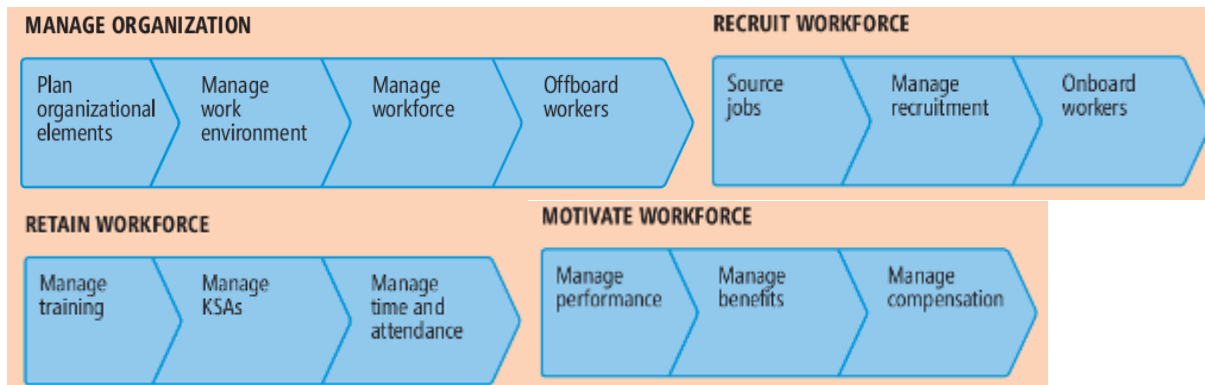 MANAGE ORGANIZATION
Plan
organizational
elements
Manage
work
environment
Manage
workforce
Offboard
workers
RECRUIT WORKFORCE
Source
jobs
Manage
recruitment
Onboard
workers
RETAIN WORKFORCE
Manage
training
Manage
KSAs
Manage
time and
attendance
MOTIVATE WORKFORCE
Manage
performance
Manage
benefits
Manage
compensation